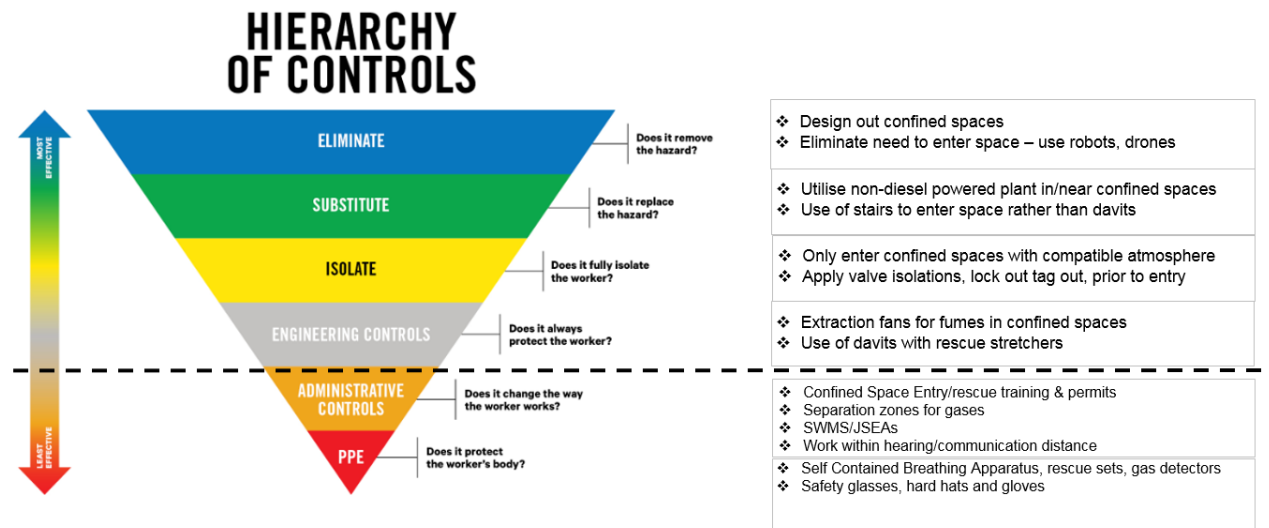 HIERARCHY
OF CONTROLS
MOST
EFFECTIVE
LEAST
EFFECTIVE
ELIMINATE
Does it remove
the hazard?
❖ Design out confined spaces
❖ Eliminate need to enter space – use robots, drones
SUBSTITUTE
Does it replace
the hazard?
❖ Utilise non-diesel powered plant in/near confined spaces
❖ Use of stairs to enter space rather than davits
ISOLATE
Does it fully isolate
the worker?
❖ Only enter confined spaces with compatible atmosphere
❖ Apply valve isolations, lock out tag out, prior to entry
ENGINEERING CONTROLS
Does it always
protect the worker?
❖ Extraction fans for fumes in confined spaces
❖ Use of davits with rescue stretchers
ADMINISTRATIVE
CONTROLS
Does it change the way
the worker works?
❖ Confined Space Entry/rescue training & permits
❖ Separation zones for gases
❖ SWMS/JSEAs
❖ Work within hearing/communication distance
PPE
Does it protect
the worker's body?
❖ Self Contained Breathing Apparatus, rescue sets, gas detectors
❖ Safety glasses, hard hats and gloves